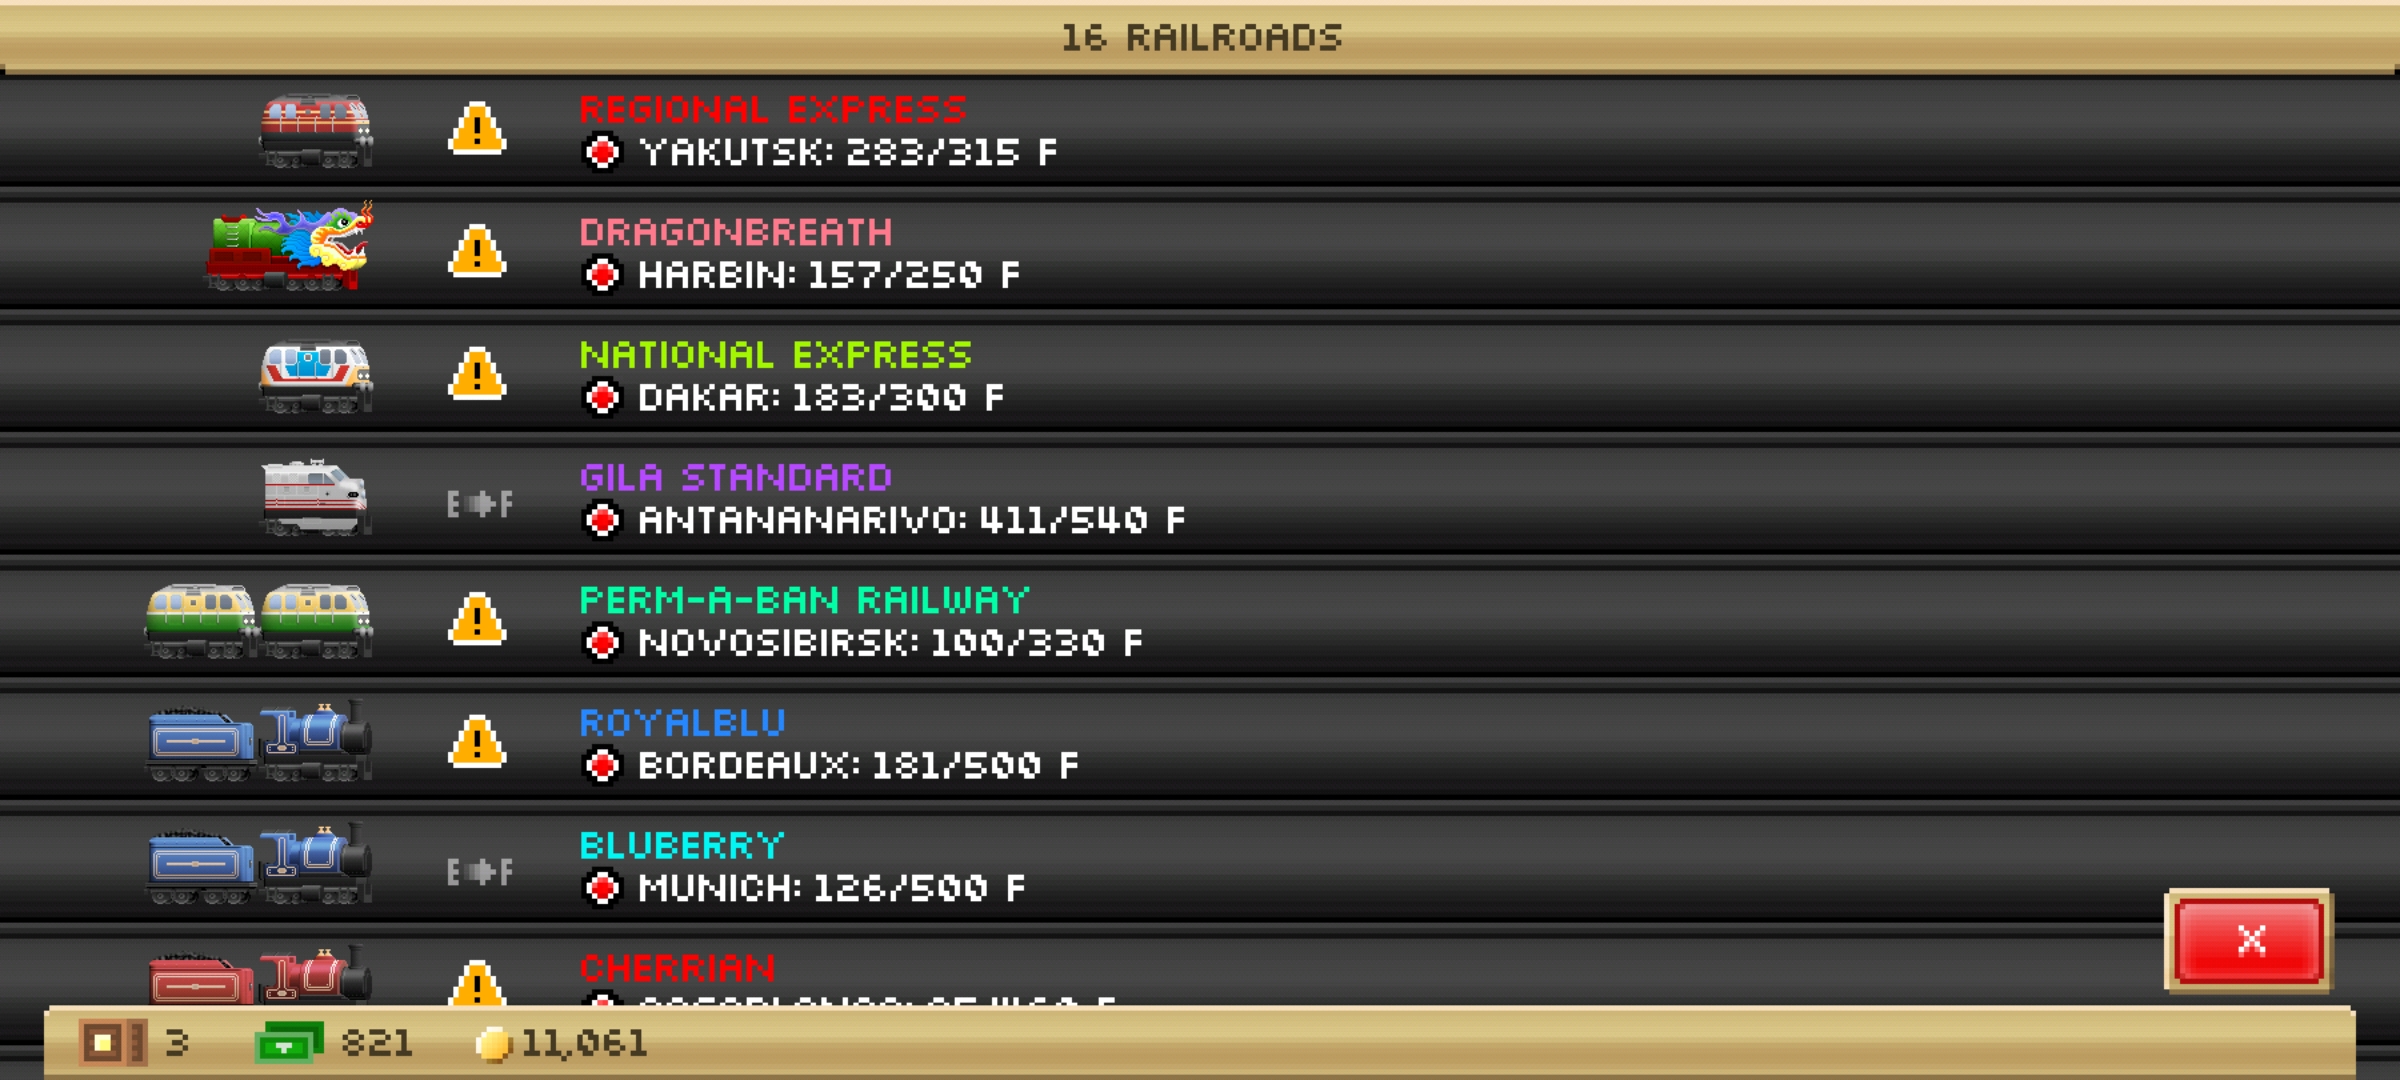 16 RAILROADS
REGIONAL EXPRESS
YAKUTSK: 283/315 F
DRAGONBREATH
HARBIN: 157/250 F
NATIONAL EXPRESS
DAKAR: 183/300 F
GILA STANDARD
E F
ANTANANARIVO: 411/540 F
PERM-A-BAN RAILWAY
NOVOSIBIRSK: 100/330 F
ROYALBLU
BORDEAUX: 181/500 F
BLUBERRY
E F
MUNICH: 126/500 F
CHERRIAN
X
3 821 11,061